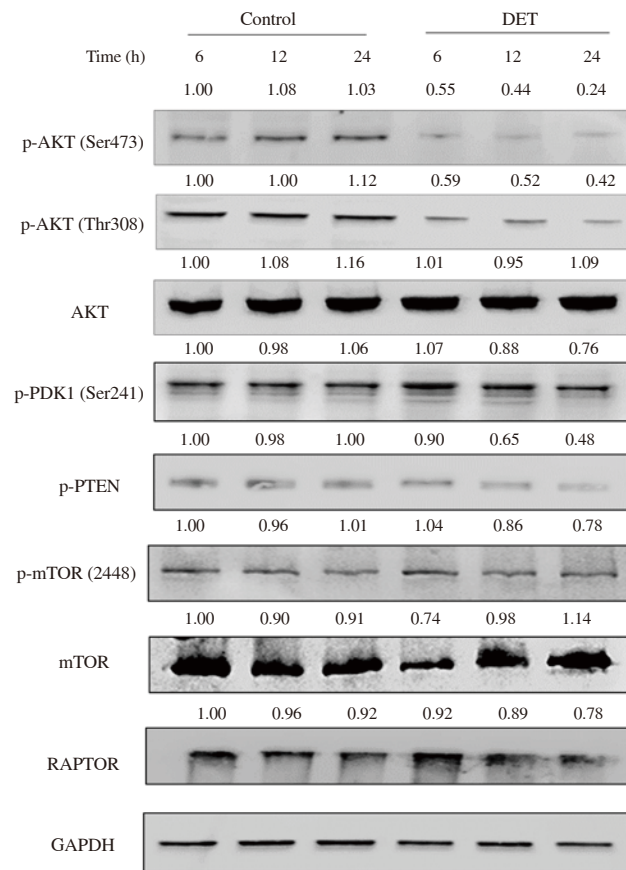 Control DET
Time (h) 6 12 24 6 12 24
1.00 1.08 1.03 0.55 0.44 0.24
p-AKT (Ser473)
1.00 1.00 1.12 0.59 0.52 0.42
p-AKT (Thr308)
1.00 1.08 1.16 1.01 0.95 1.09
AKT
1.00 0.98 1.06 1.07 0.88 0.76
p-PDK1 (Ser241)
1.00 0.98 1.00 0.90 0.65 0.48
p-PTEN
1.00 0.96 1.01 1.04 0.86 0.78
p-mTOR (2448)
1.00 0.90 0.91 0.74 0.98 1.14
mTOR
1.00 0.96 0.92 0.92 0.89 0.78
RAPTOR
GAPDH